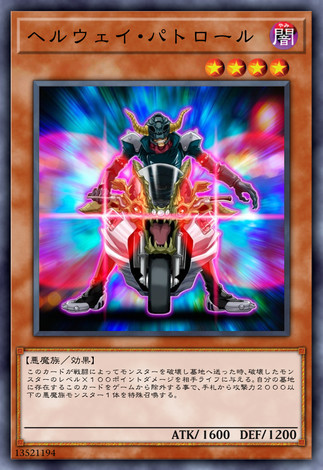 ヘルウェイ・パトロール
やみ
闇
【悪魔族／効果】
このカードが戦闘によってモンスターを破壊し墓地へ送った時、破壊したモン
スターのレベル×１００ポイントダメージを相手ライフに与える。自分の墓地
に存在するこのカードをゲームから除外する事で、手札から攻撃力２０００以
下の悪魔族モンスター１体を特殊召喚する。
ATK/ 1600 DEF/1200
13521194